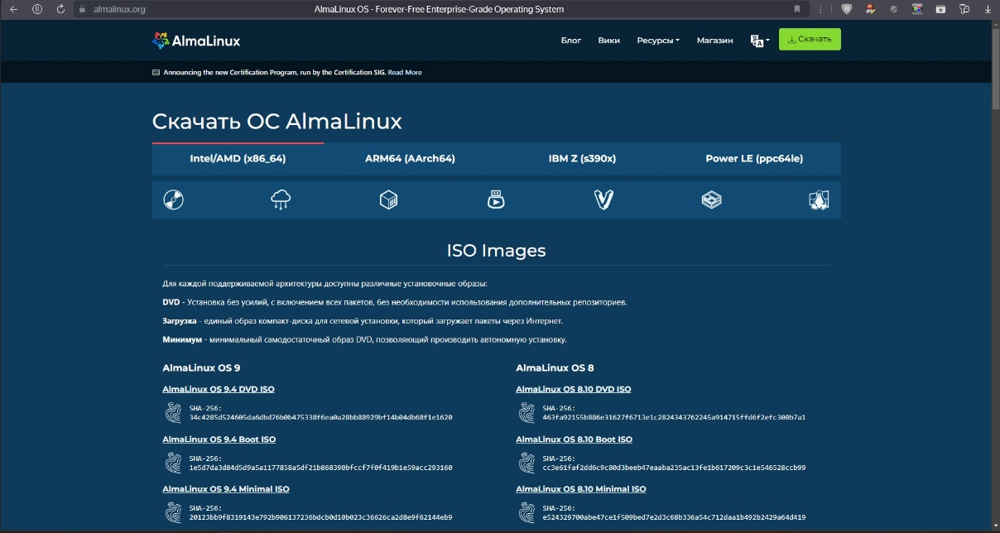 almalinux.org
AlmaLinux OS - Forever-Free Enterprise-Grade Operating System
AlmaLinux
Блог
Вики
Ресурсы
Магазин
Скачать
Announcing the new Certification Program, run by the Certification SIG. Read More
Скачать ОС AlmaLinux
Intel/AMD (x86_64)
ARM64 (AArch64)
IBM Z (s390x)
Power LE (ppc64le)
ISO Images
Для каждой поддерживаемой архитектуры доступны различные установочные образы:
DVD - Установка без усилий, с включением всех пакетов, без необходимости использования дополнительных репозиториев.
Загрузка - единый образ компакт-диска для сетевой установки, который загружает пакеты через Интернет.
Минимум - минимальный самодостаточный образ DVD, позволяющий производить автономную установку.
AlmaLinux OS 9
AlmaLinux OS 9.4 DVD ISO
SHA-256:
34c4285d524605da6dbd76b0b475338f6ea0a28bb88929bf14b04db68f1e1620
AlmaLinux OS 9.4 Boot ISO
SHA-256:
1e5d7da3d84d5d9a5a1177858a5df21b868390bfccf7f0f419b1e59acc293160
AlmaLinux OS 9.4 Minimal ISO
SHA-256:
20123bb9f8319143e792b906137236bdcb0d10b023c36626ca2d8e9f62144eb9
AlmaLinux OS 8
AlmaLinux OS 8.10 DVD ISO
SHA-256:
463fa92155b886e31627f6713e1c2824343762245a914715ffd6f2efc300b7a1
AlmaLinux OS 8.10 Boot ISO
SHA-256:
cc3e61faf2dd6c9c80d3beeb47eaaba235ac13fe1b617209c3c1e546528ccb99
AlmaLinux OS 8.10 Minimal ISO
SHA-256:
e524329700abe47ce1f509bed7e2d3c68b336a54c712daa1b492b2429a64d419